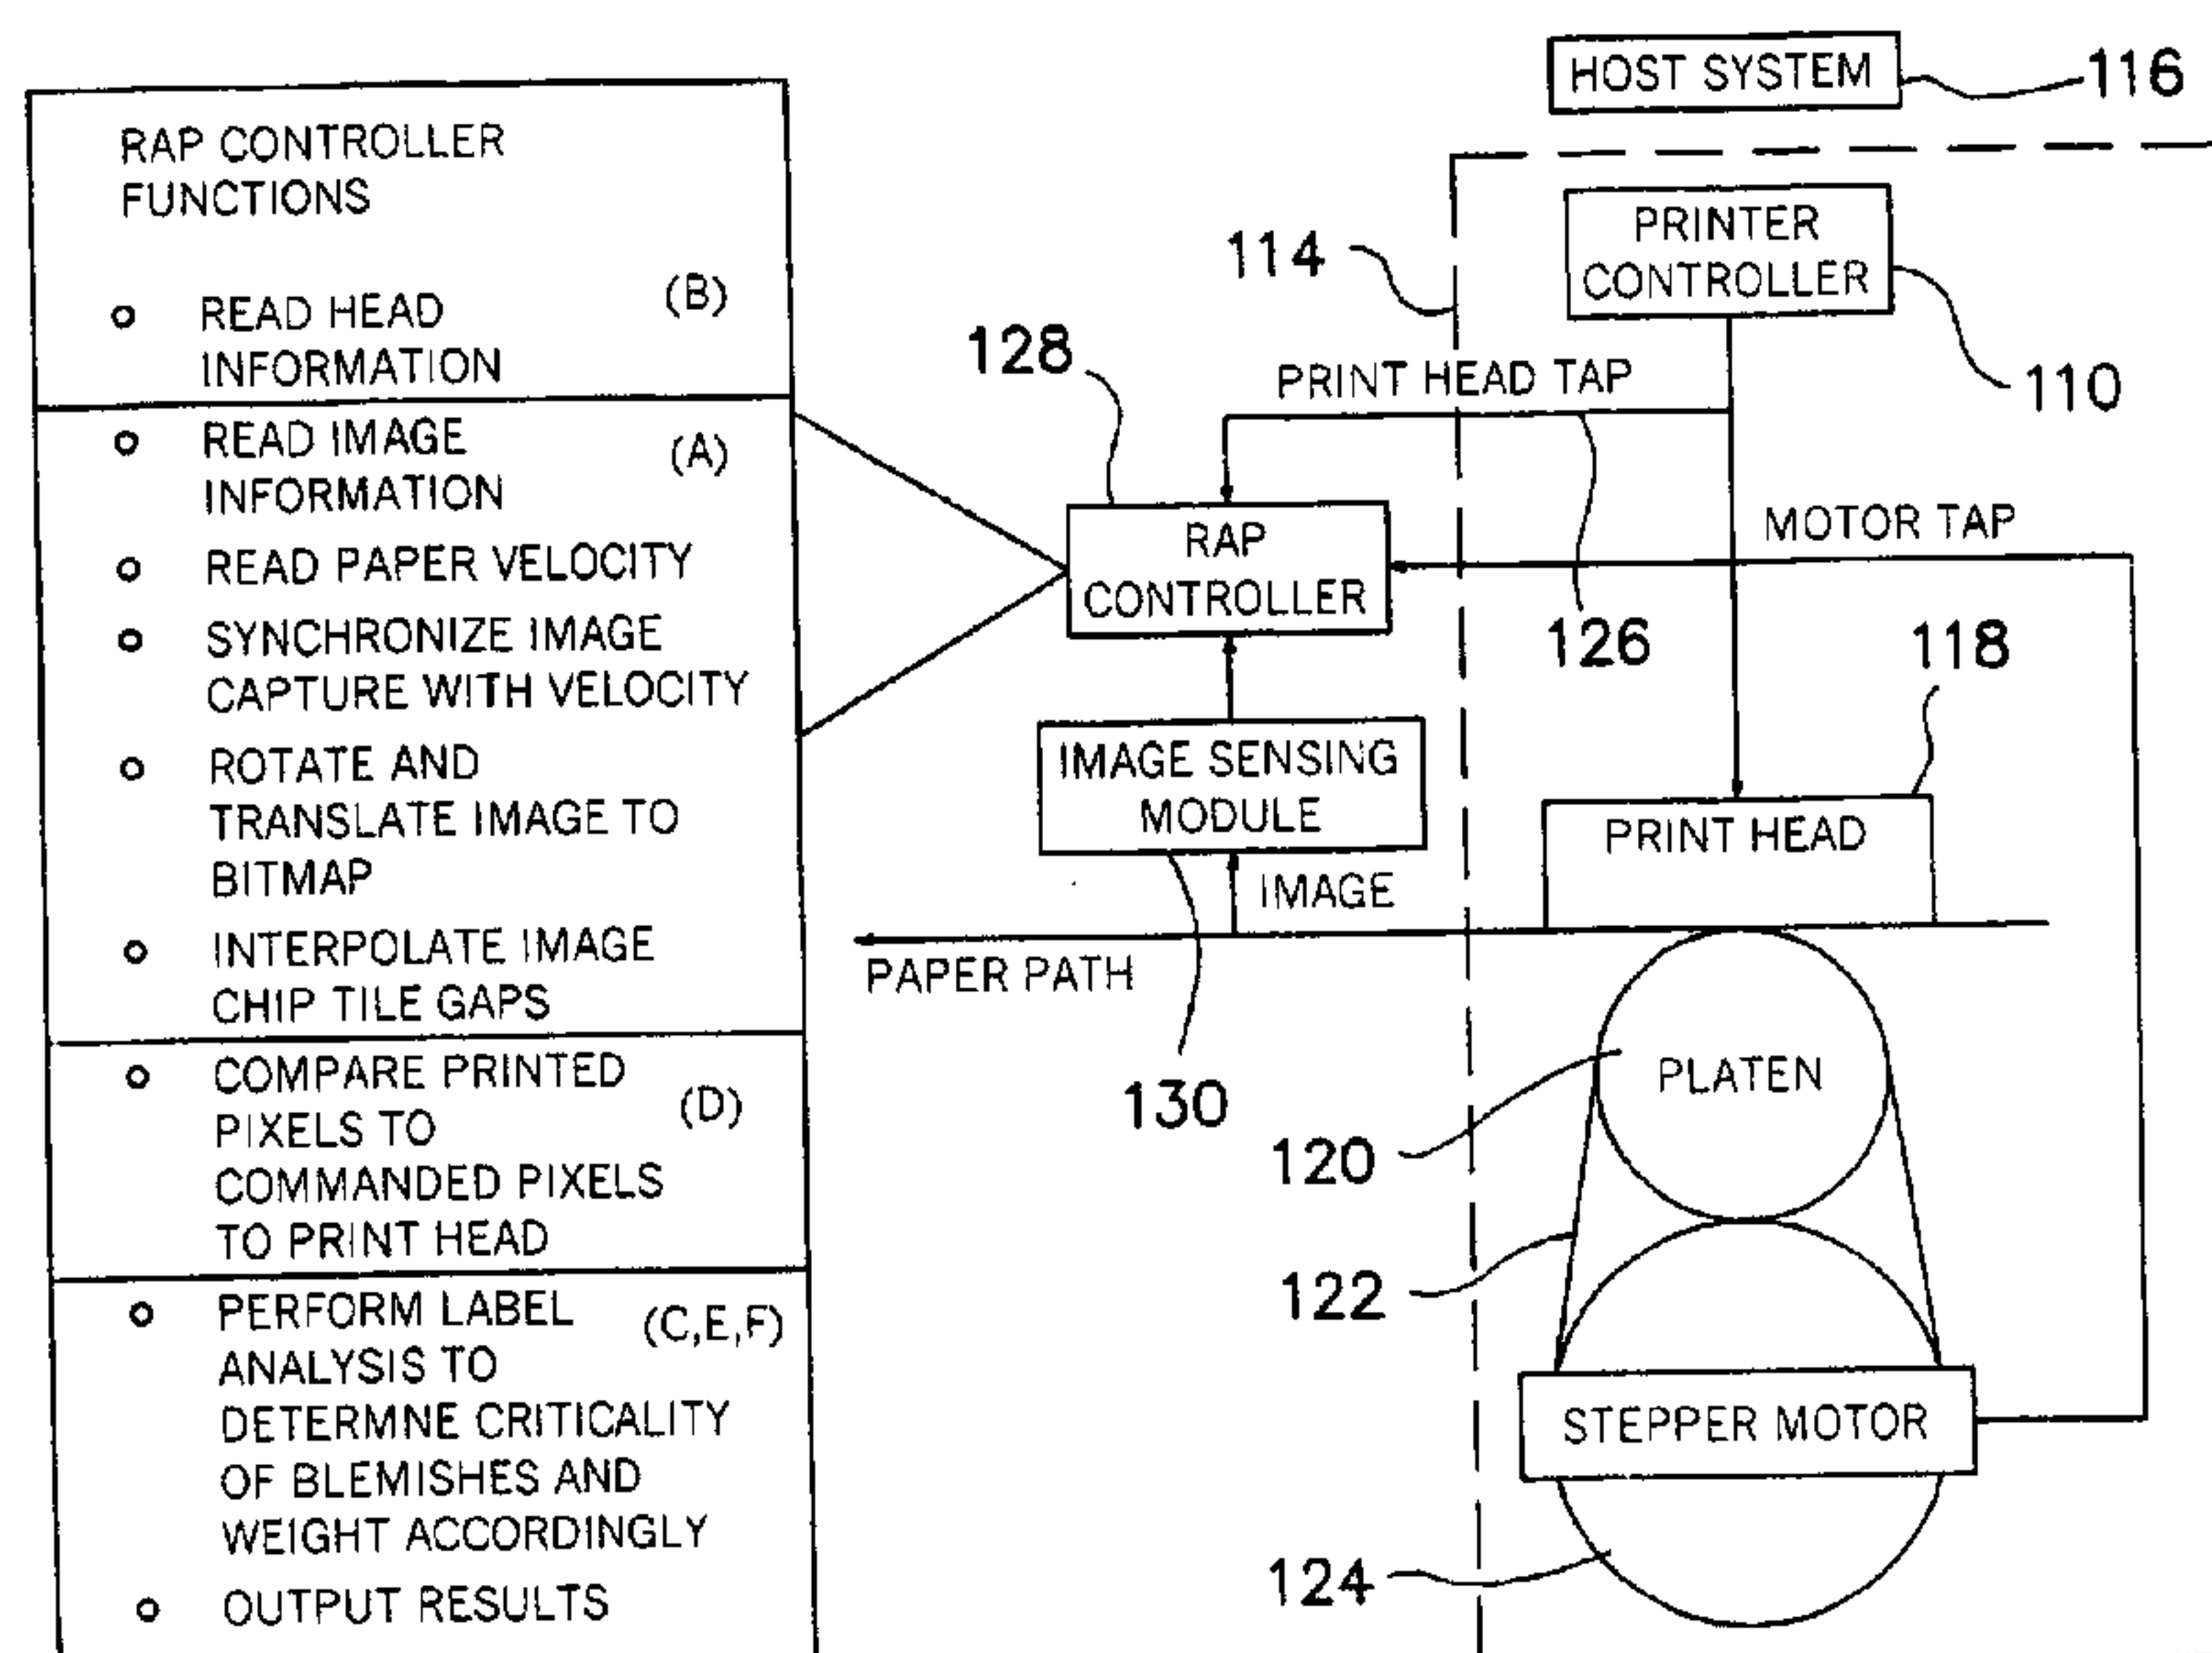 RAP CONTROLLER
FUNCTIONS
(B)
o READ HEAD
INFORMATION
o READ IMAGE
(A)
INFORMATION
o READ PAPER VELOCITY
o SYNCHRONIZE IMAGE
CAPTURE WITH VELOCITY
o ROTATE AND
TRANSLATE IMAGE TO
BITMAP
o INTERPOLATE IMAGE
CHIP TILE GAPS
o COMPARE PRINTED
(D)
PIXELS TO
COMMANDED PIXELS
TO PRINT HEAD
o PERFORM LABEL
(C,E,F)
ANALYSIS TO
DETERMNE CRITICALITY
OF BLEMISHES AND
WEIGHT ACCORDINGLY
o OUTPUT RESULTS
HOST SYSTEM
116
PRINTER
CONTROLLER
114
110
128
PRINT HEAD TAP
RAP
CONTROLLER
MOTOR TAP
126
118
IMAGE SENSING
MODULE
PRINT HEAD
IMAGE
PAPER PATH
130
PLATEN
120
122
STEPPER MOTOR
124